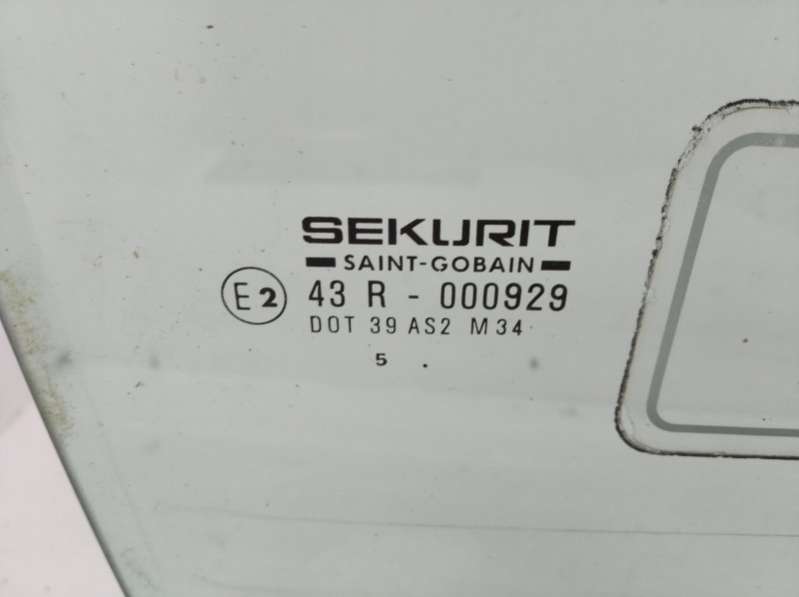 SEKURIT
SAINT-GOBAIN
E2 43 R - 000929
DOT 39 AS2 M34
5 .